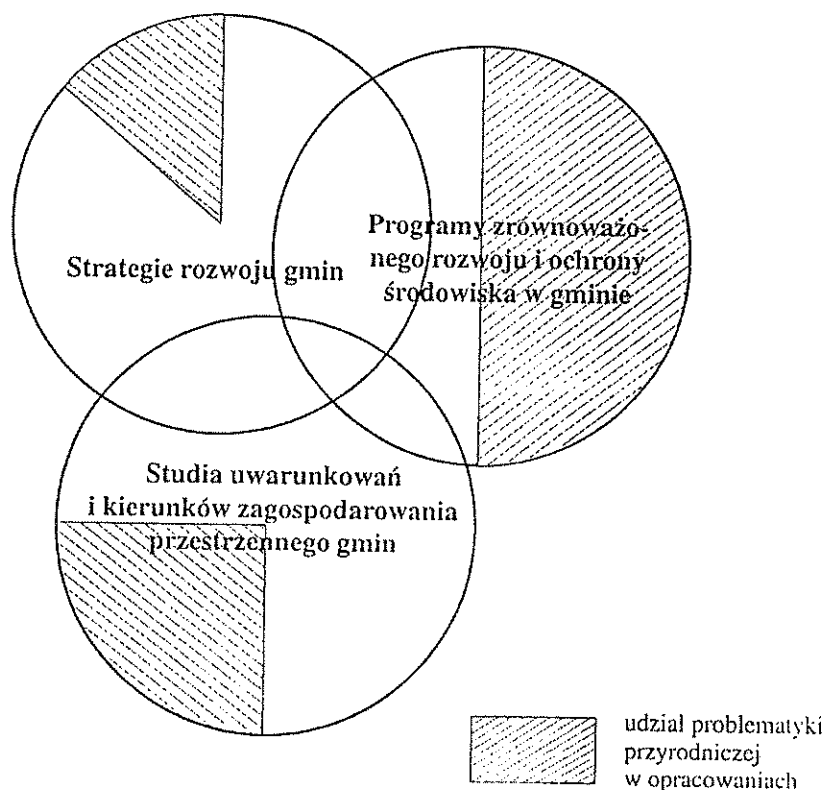 Strategie rozwoju gmin
Programy zrównoważo-
nego rozwoju i ochrony
środowiska w gminie
Studia uwarunkowań
i kierunków zagospodarowania
przestrzennego gmin
udział problematyki
przyrodniczej
w opracowaniach